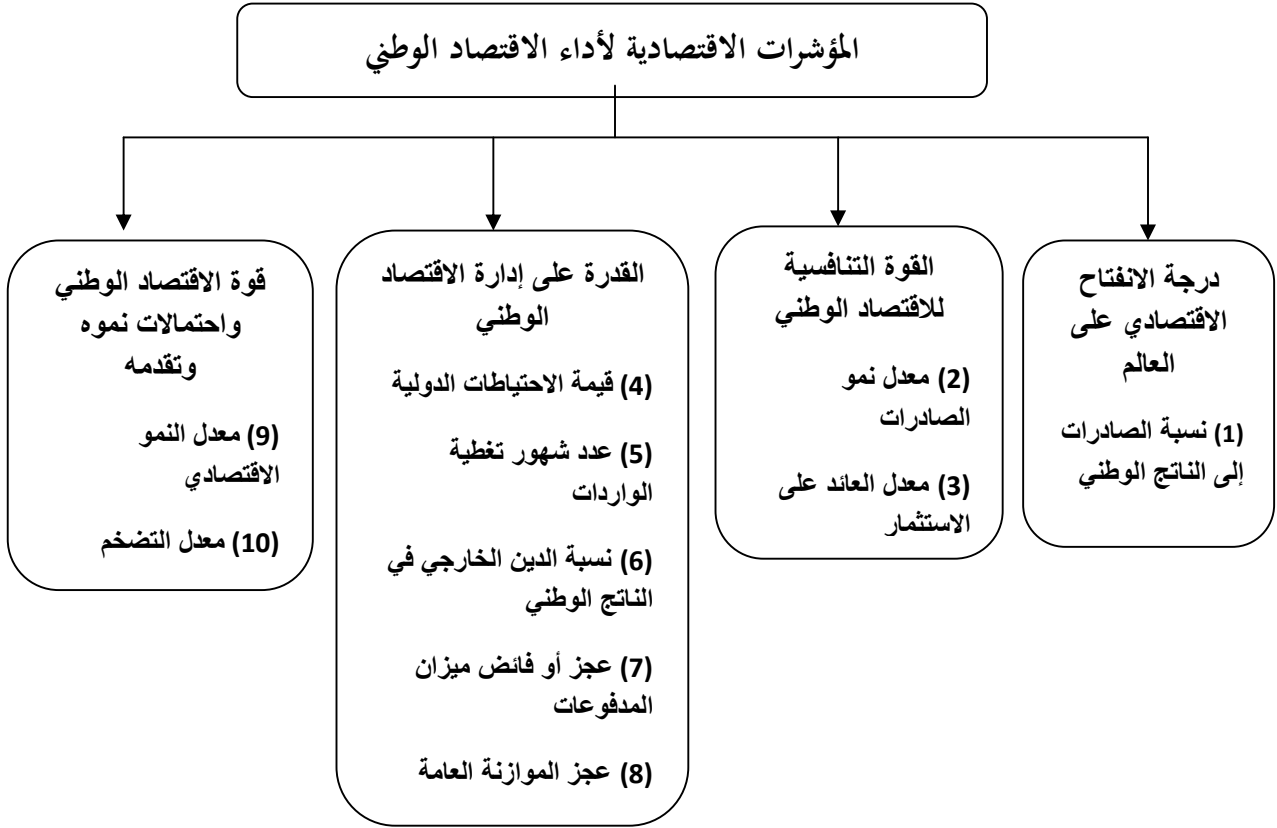 المؤشرات الاقتصادية لأداء الاقتصاد الوطني
درجة الانفتاح
الاقتصادي على
العالم
(1) نسبة الصادرات
إلى الناتج الوطني
القوة التنافسية
للاقتصاد الوطني
(2) معدل نمو
الصادرات
(3) معدل العائد على
الاستثمار
القدرة على إدارة الاقتصاد
الوطني
(4) قيمة الاحتياطات الدولية
(5) عدد شهور تغطية
الواردات
(6) نسبة الدين الخارجي في
الناتج الوطني
(7) عجز أو فائض ميزان
المدفوعات
(8) عجز الموازنة العامة
قوة الاقتصاد الوطني
واحتمالات نموه
وتقدمه
(9) معدل النمو
الاقتصادي
(10) معدل التضخم